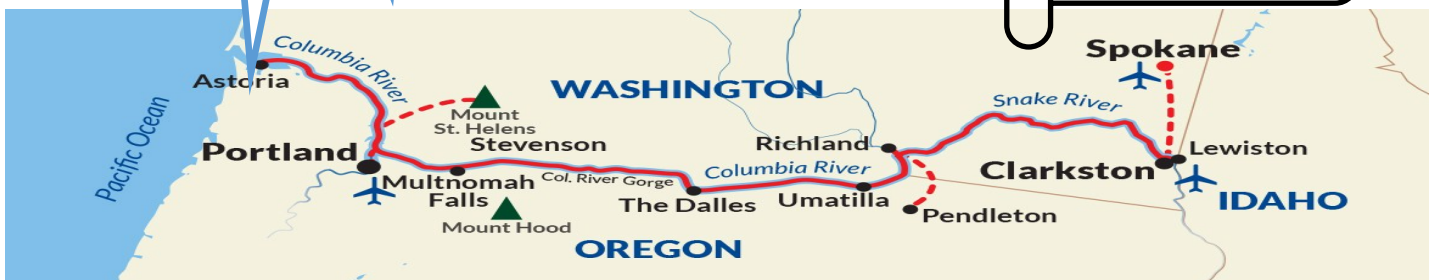 Spokane
Columbia River
Astoria
WASHINGTON
Pacific Ocean
Mount
St. Helens
Snake River
Portland
Stevenson
Richland
Lewiston
Columbia River
Clarkston
Multnomah
Falls
Col. River Gorge
The Dalles
Umatilla
IDAHO
Pendleton
Mount Hood
OREGON